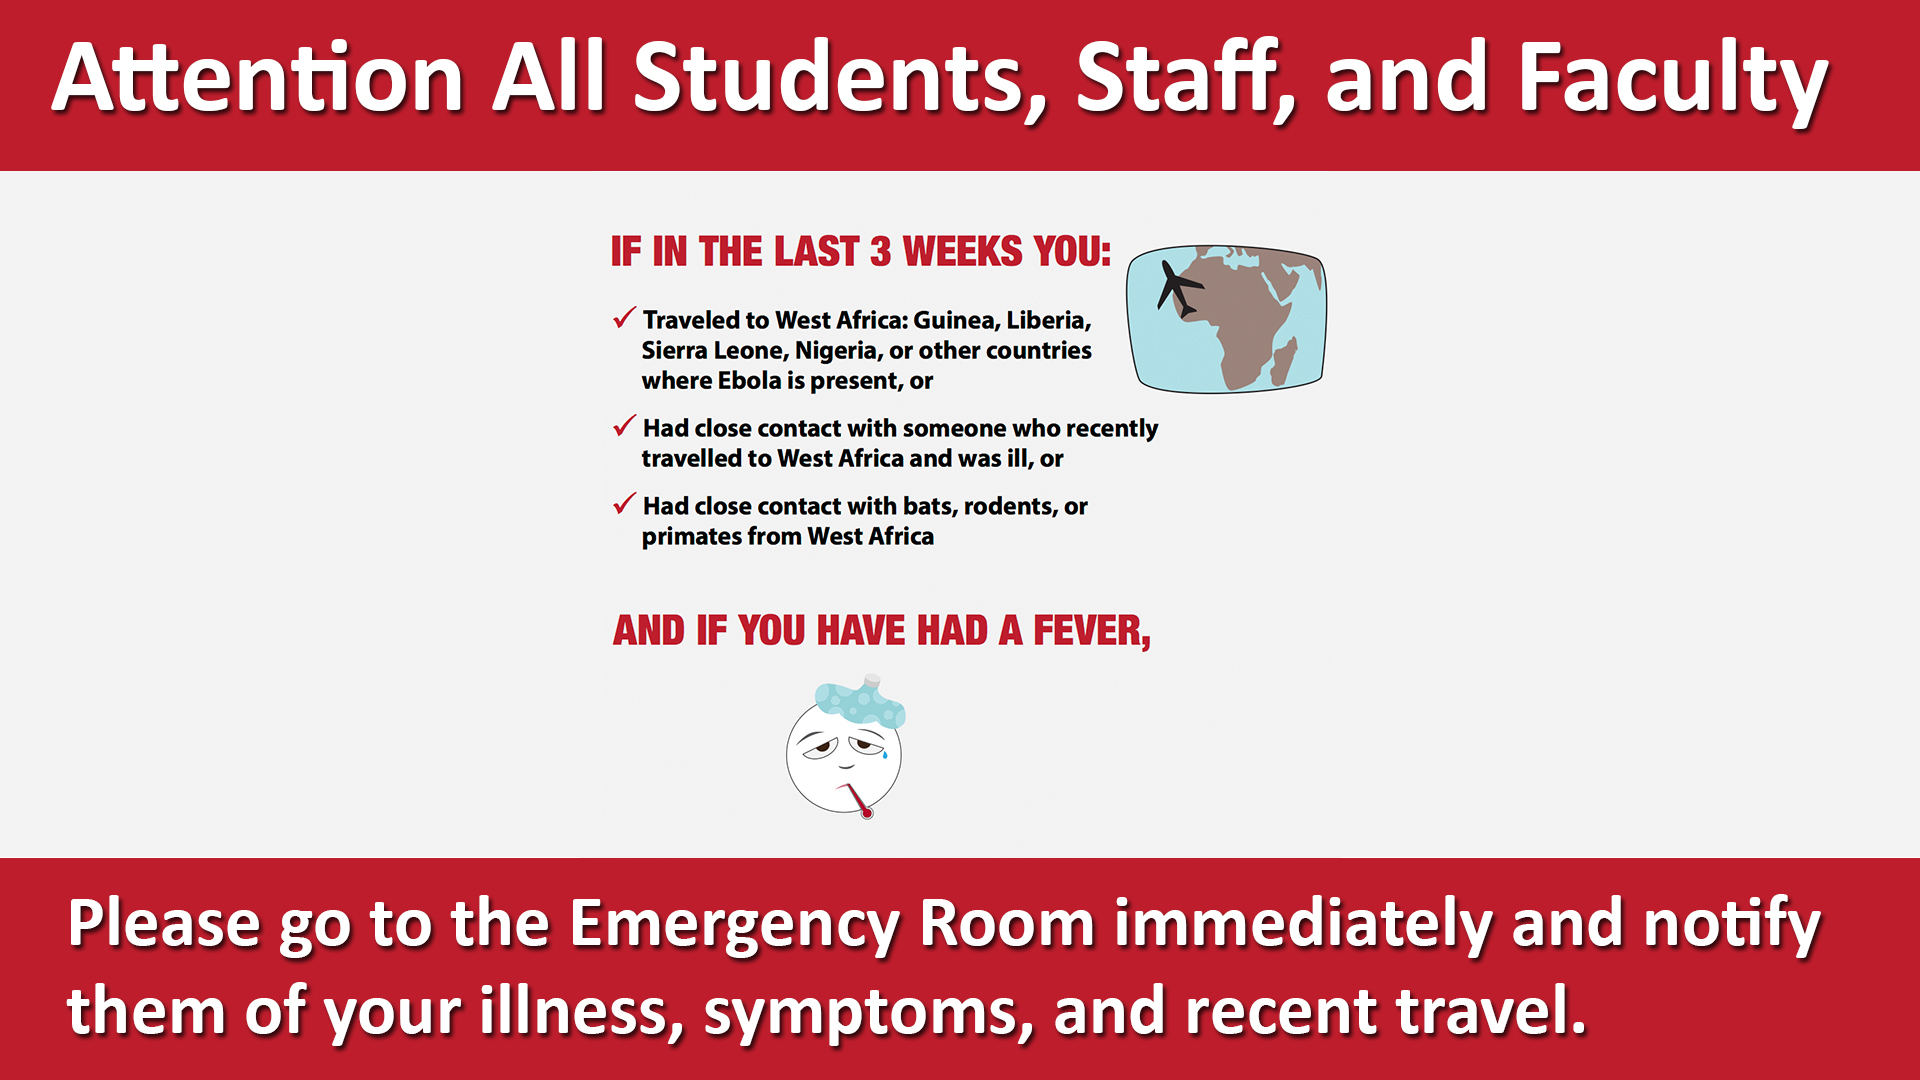 Attention All Students, Staff, and Faculty
IF IN THE LAST 3 WEEKS YOU:
✓ Traveled to West Africa: Guinea, Liberia,
Sierra Leone, Nigeria, or other countries
where Ebola is present, or
✓ Had close contact with someone who recently
travelled to West Africa and was ill, or
✓ Had close contact with bats, rodents, or
primates from West Africa
AND IF YOU HAVE HAD A FEVER,
Please go to the Emergency Room immediately and notify
them of your illness, symptoms, and recent travel.